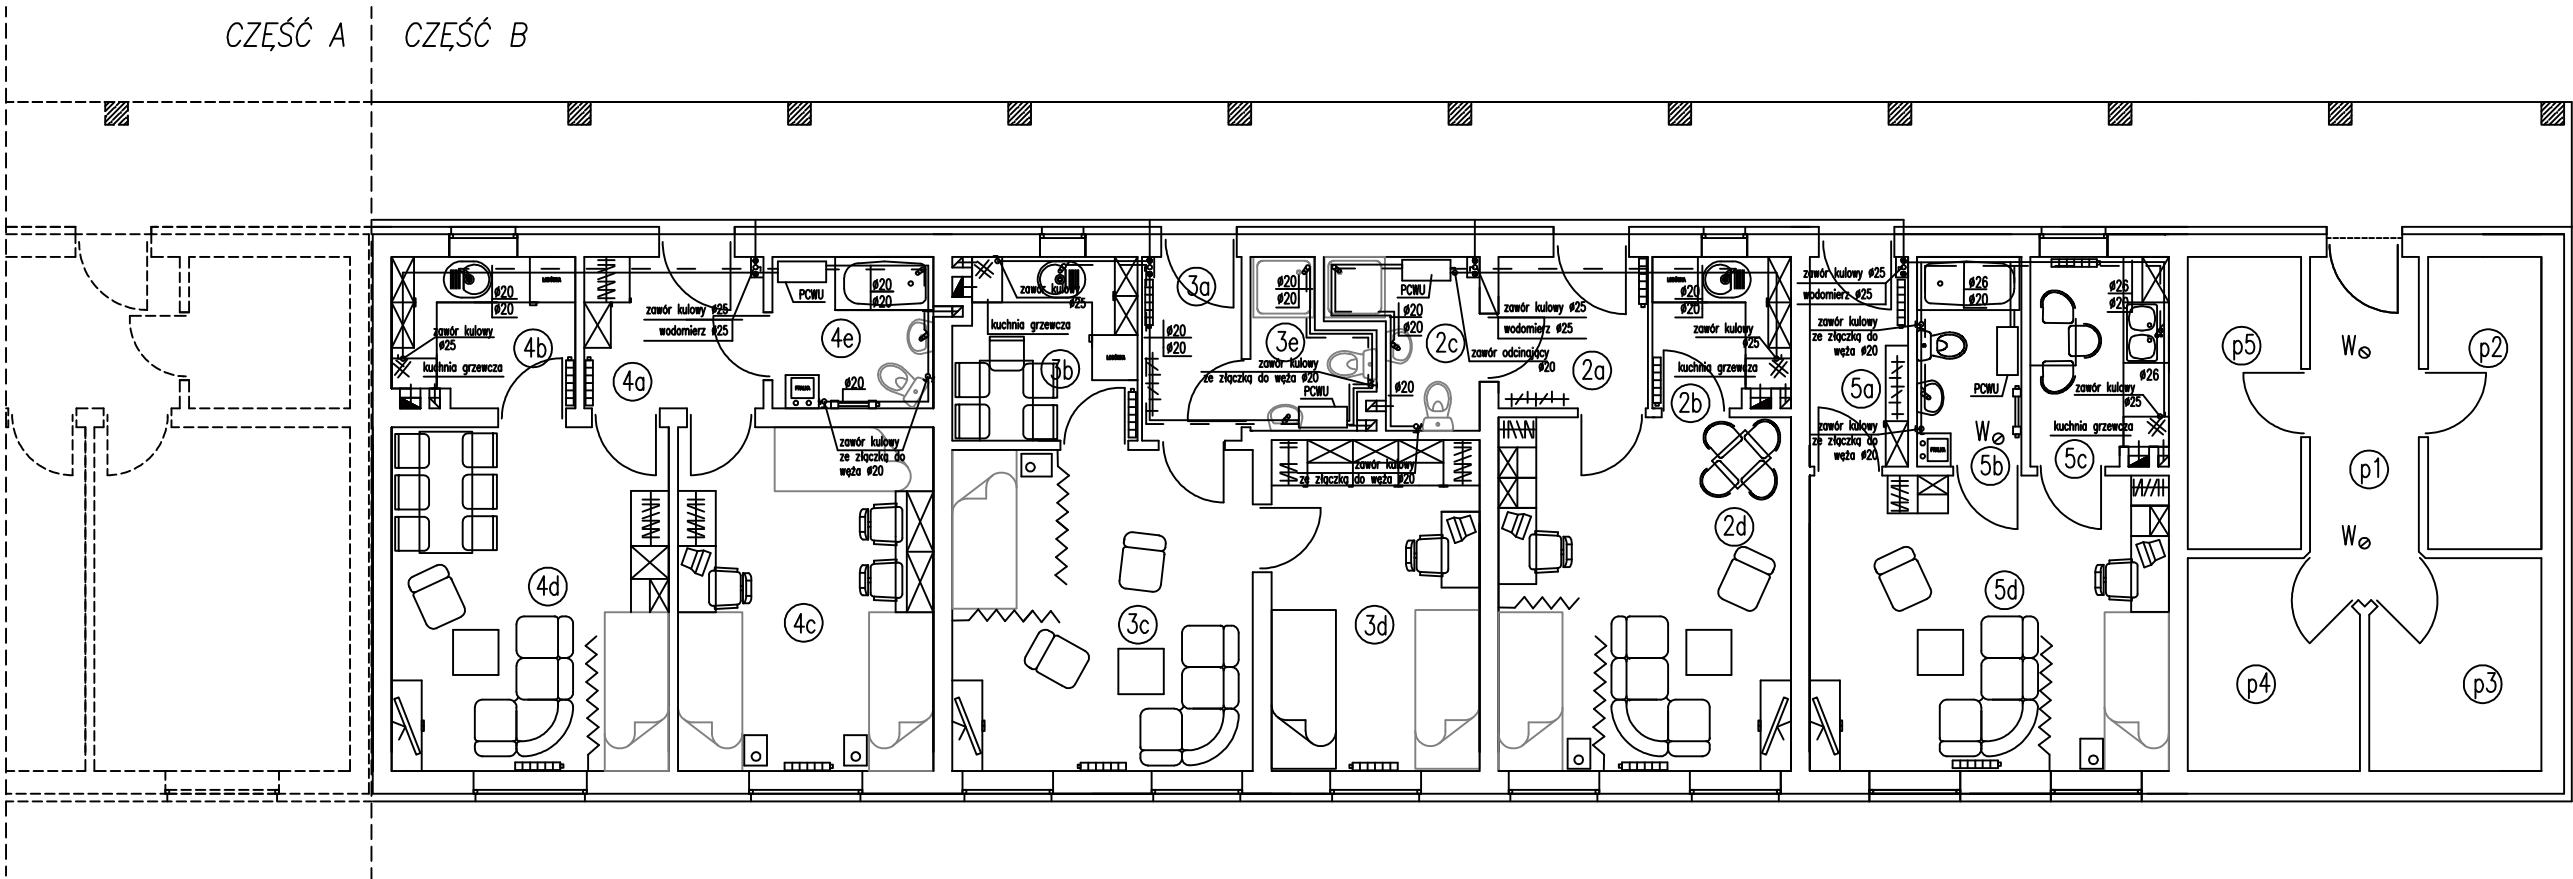 CZĘŚĆ A
CZĘŚĆ B
ø20
ø20
zawór kulowy
ø25
kuchnia grzewcza
4b
4a
zawór kulowy ø25
wodomierz ø25
PCWU
ø20
ø20
4e
PRALKA
ø20
zawór kulowy
ze złączką do
węża ø20
4d
4c
zawór kulowy
ø25
kuchnia grzewcza
3b
3a
ø20
ø20
ø20
ø20
3e
zawór kulowy
ze złączką do węża ø20
PCWU
3c
zawór kulowy
ze złączką do węża ø20
3d
PCWU
ø20
ø20
2c
ø20
zawór kulowy ø25
wodomierz ø25
zawór odcinający
ø20
2a
ø20
ø20
zawór kulowy
ø25
kuchnia grzewcza
2b
2d
zawór kulowy ø25
wodomierz ø25
zawór kulowy
ze złączką do
węża ø20
5a
zawór kulowy
ze złączką do
węża ø20
ø26
ø20
PCWU
W
PRALKA
5b
ø26
ø20
ø26
zawór kulowy
ø25
kuchnia grzewcza
5c
5d
p5
W
p2
p1
W
p4
p3